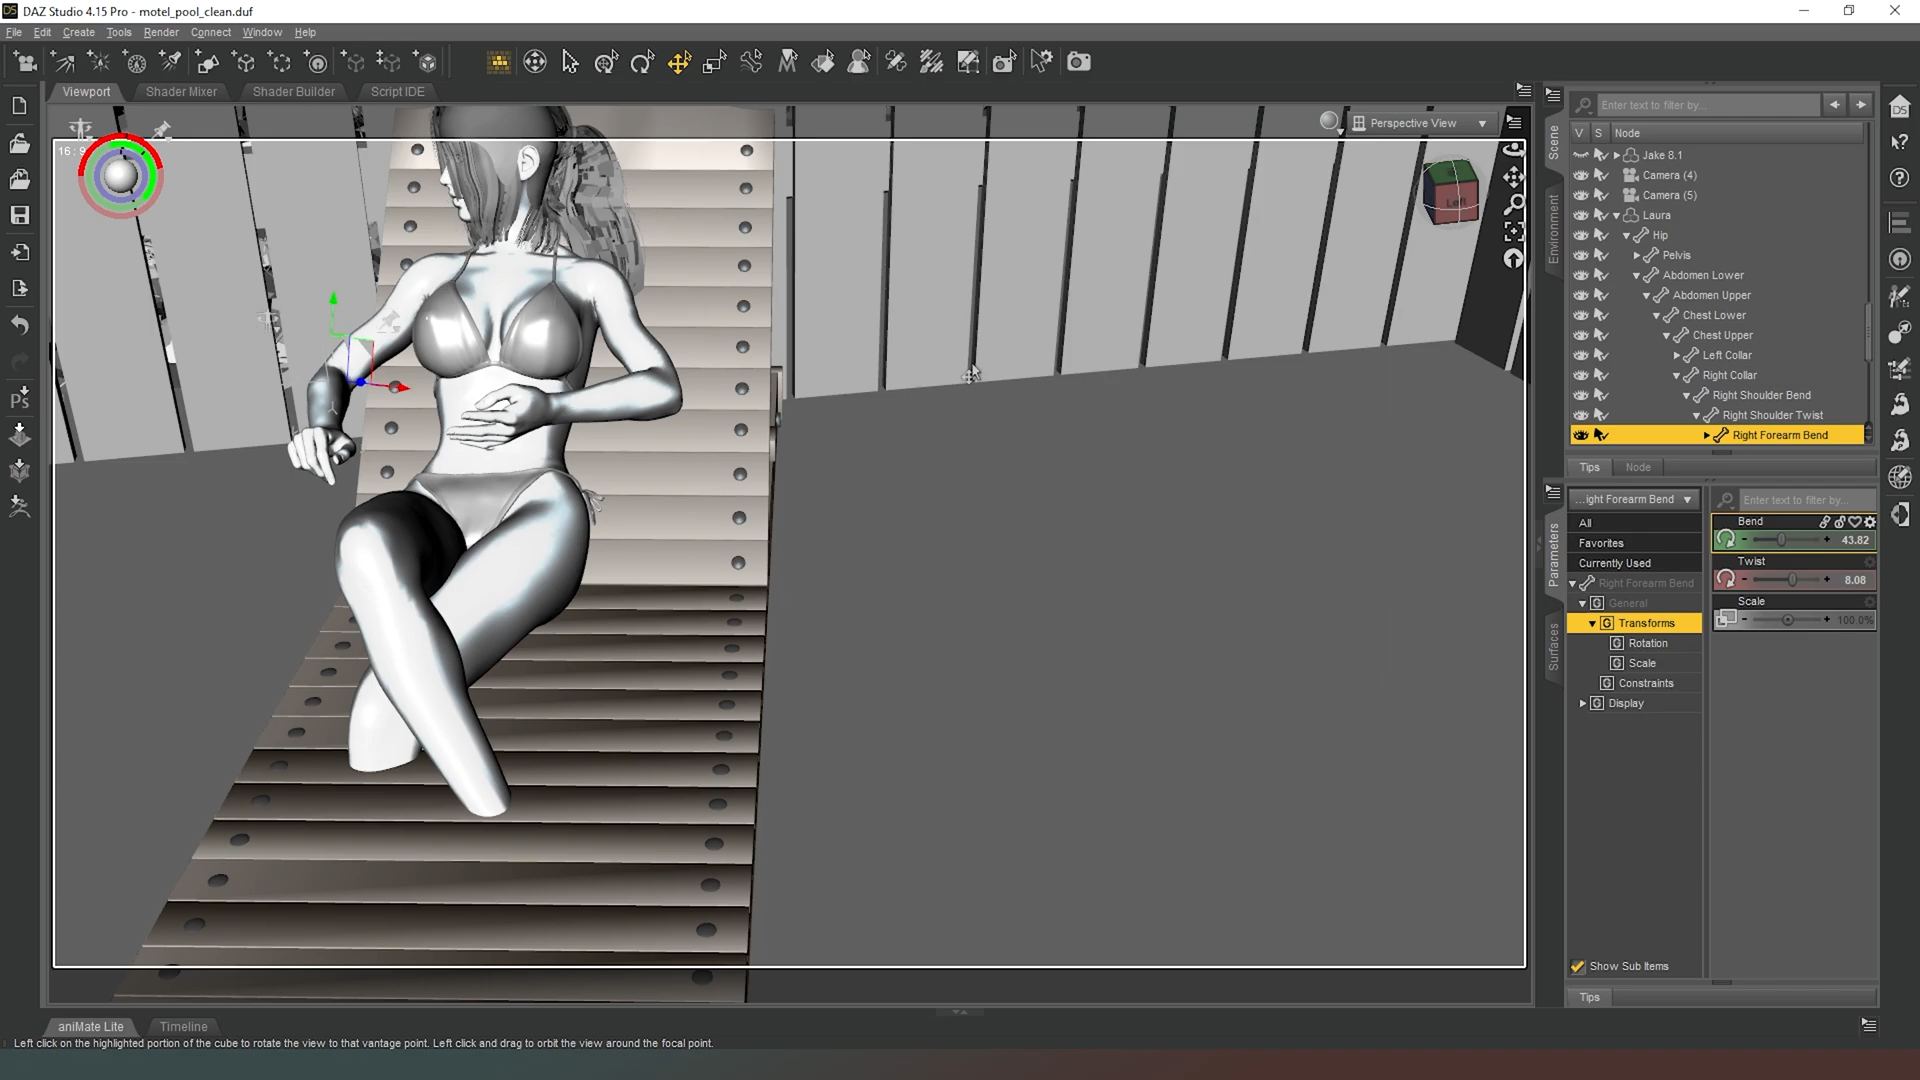 DAZ Studio 4.15 Pro - motel_pool_clean.duf
File Edit Create Tools Render Connect Window Help
Viewport Shader Mixer Shader Builder Script IDE
16 : 9
Perspective View
Left
Scene
Environment
Enter text to filter by...
V S Node
Jake 8.1
Camera (4)
Camera (5)
Laura
Hip
Pelvis
Abdomen Lower
Abdomen Upper
Chest Lower
Chest Upper
Left Collar
Right Collar
Right Shoulder Bend
Right Shoulder Twist
Right Forearm Bend
Tips Node
Parameters
Surfaces
...ight Forearm Bend
All
Favorites
Currently Used
Right Forearm Bend
General
Transforms
Rotation
Scale
Constraints
Display
Enter text to filter by...
Bend
43.82
Twist
8.08
Scale
100.0%
Show Sub Items
Tips
DS
Ps
aniMate Lite Timeline
Left click on the highlighted portion of the cube to rotate the view to that vantage point. Left click and drag to orbit the view around the focal point.